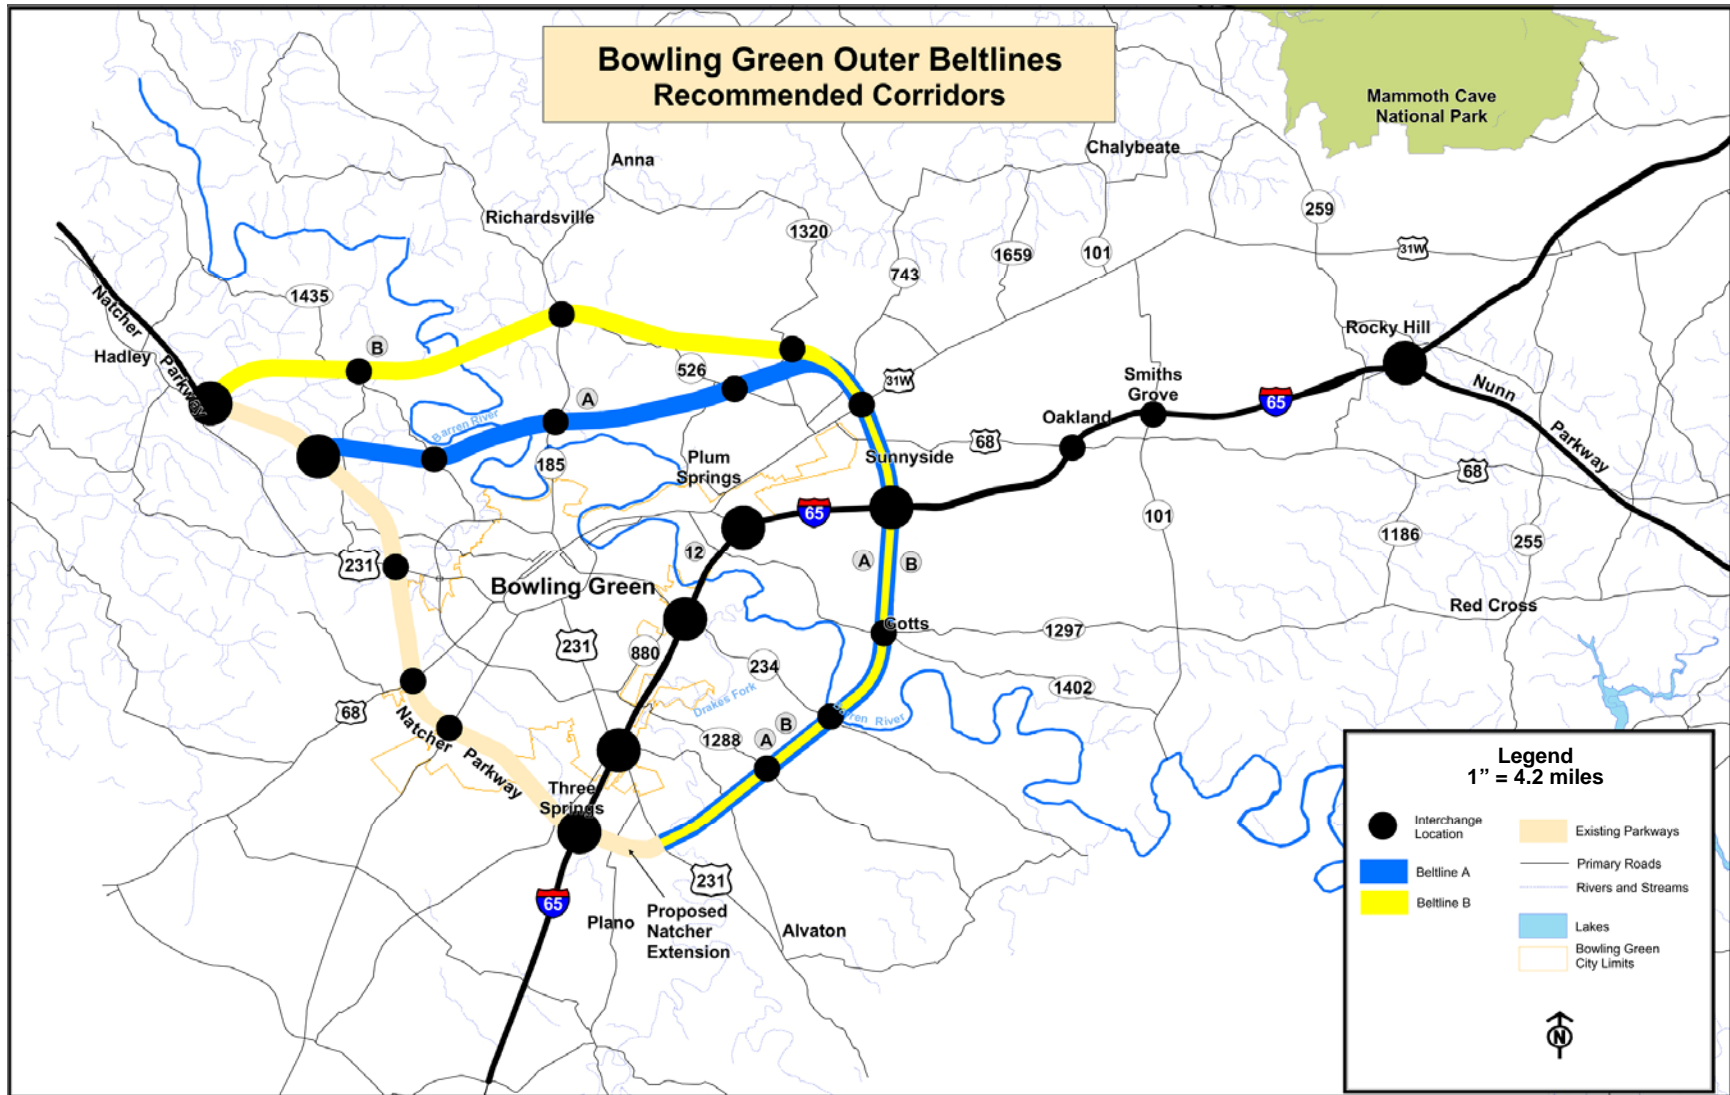 Bowling Green Outer Beltlines
Recommended Corridors
Mammoth Cave
National Park
Chalybeate
Anna
Richardsville
259
1320
31W
1659
101
743
1435
Natcher
Parkway
Hadley
B
Rocky Hill
526
31W
Smiths
Grove
Nunn
Parkway
A
65
Oakland
Barren River
68
185
Plum
Springs
Sunnyside
68
65
101
1186
255
12
231
A
B
Bowling Green
Red Cross
Gotts
1297
231
880
234
1402
Drakes Fork
68
Natcher
Parkway
Barren River
B
A
1288
Three
Springs
231
65
Plano
Proposed
Natcher
Extension
Alvaton
Legend
1” = 4.2 miles
Interchange
Location
Beltline A
Beltline B
Existing Parkways
Primary Roads
Rivers and Streams
Lakes
Bowling Green
City Limits
N